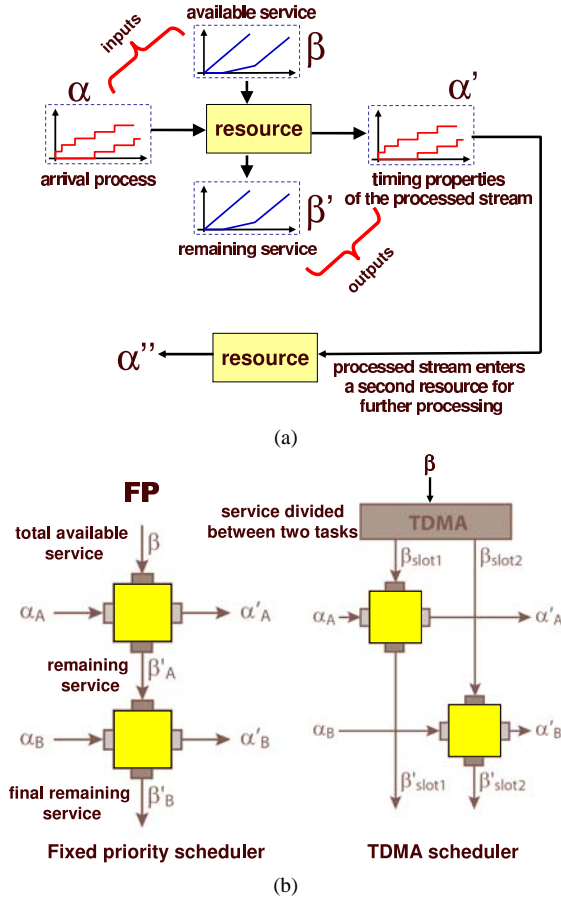 available service
inputs
β
α
resource
α’
arrival process
timing properties
of the processed stream
β’
remaining service
outputs
α’’
resource
processed stream enters
a second resource for
further processing
(a)
FP
total available
service
β
αA
α′A
remaining
service
β′A
αB
α′B
final remaining
service
β′B
Fixed priority scheduler
β
service divided
between two tasks
TDMA
βslot1
βslot2
αA
α′A
αB
α′B
β′slot1
β′slot2
TDMA scheduler
(b)